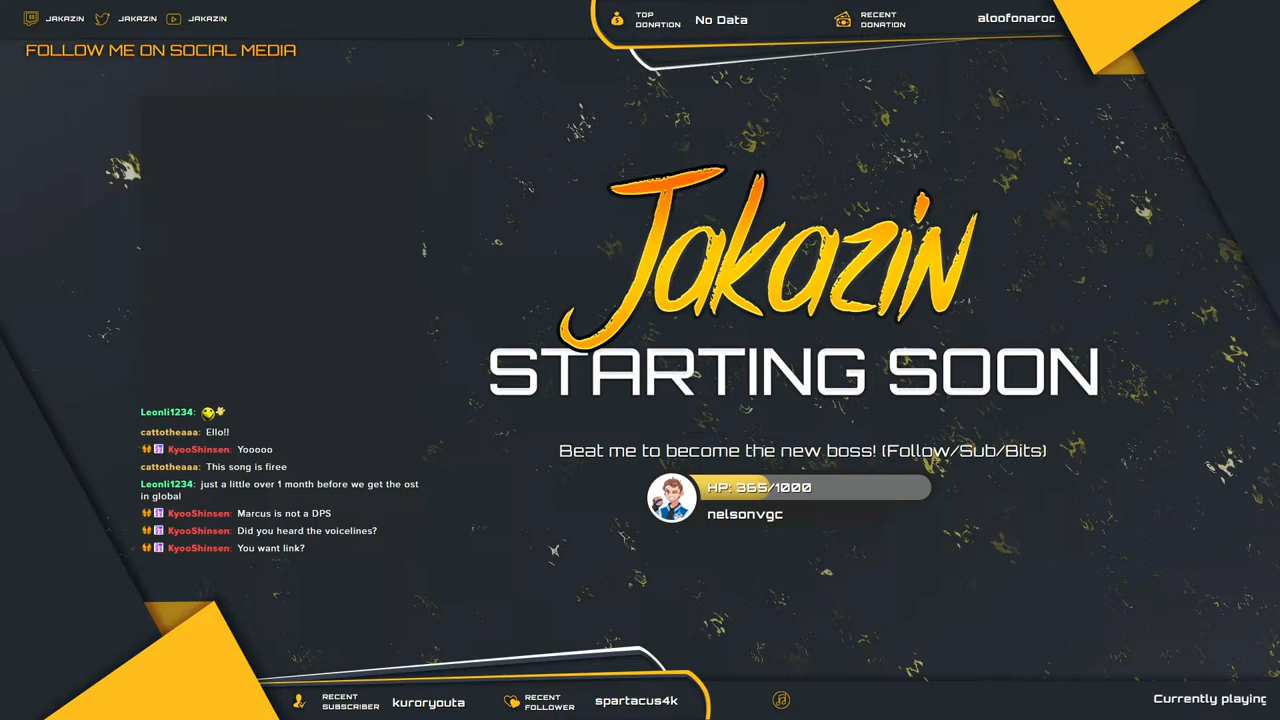 JAKAZIN JAKAZIN JAKAZIN
FOLLOW ME ON SOCIAL MEDIA
TOP DONATION No Data
RECENT DONATION aloofonaroo
Jakazin
STARTING SOON
Beat me to become the new boss! (Follow/Sub/Bits)
HP: 365/1000
nelsonvgc
Leonli1234:
cattotheaaa: Ello!!
KyooShinsen: Yooooo
cattotheaaa: This song is firee
Leonli1234: just a little over 1 month before we get the ost
in global
KyooShinsen: Marcus is not a DPS
KyooShinsen: Did you heard the voicelines?
KyooShinsen: You want link?
RECENT SUBSCRIBER kuroryouta
RECENT FOLLOWER spartacus4k
Currently playing